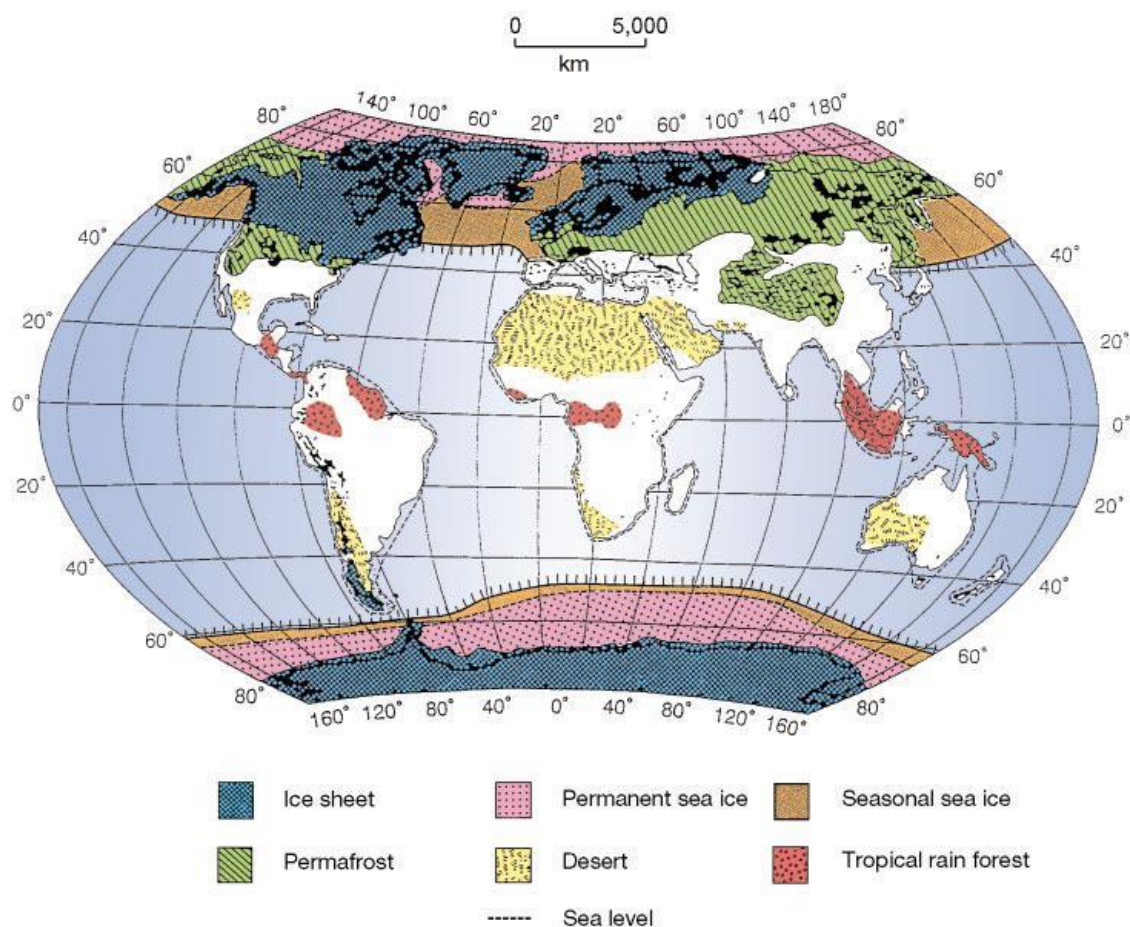 0 5,000
km
140° 100° 60° 20° 20° 60° 100° 140° 180°
80° 80°
60° 60°
40° 40°
20° 20°
0° 0°
20° 20°
40° 40°
60° 60°
80° 80°
160° 120° 80° 40° 0° 40° 80° 120° 160°
Ice sheet Permanent sea ice Seasonal sea ice
Permafrost Desert Tropical rain forest
Sea level